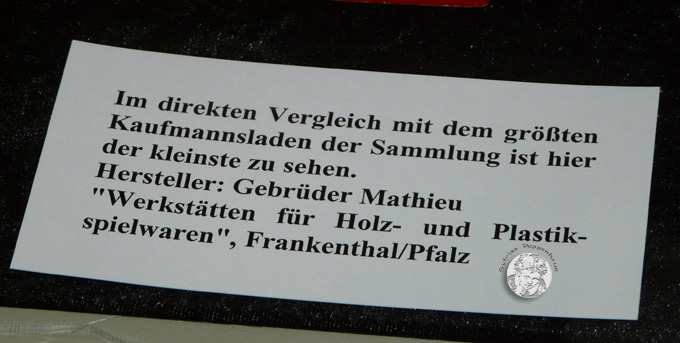 Im direkten Vergleich mit dem größten
Kaufmannsladen der Sammlung ist hier
der kleinste zu sehen.
Hersteller: Gebrüder Mathieu
"Werkstätten für Holz- und Plastik-
spielwaren", Frankenthal/Pfalz